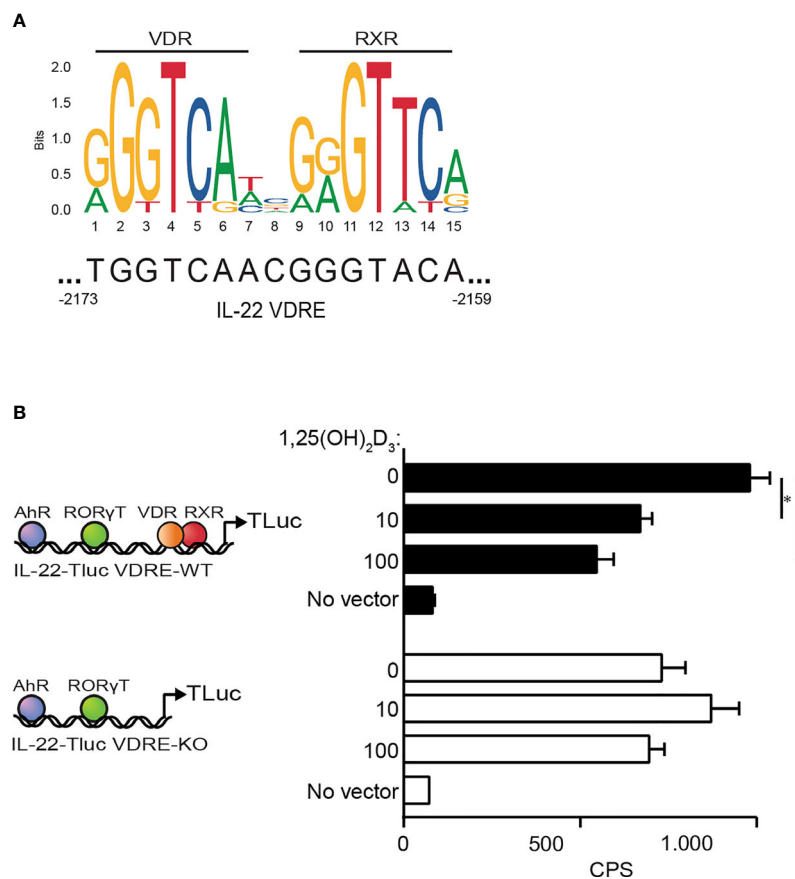 A
VDR RXR
2.0
1.5
1.0
0.5
0.0
Bits
1 2 3 4 5 6 7 8 9 10 11 12 13 14 15
...TGGTCAACGGGTACA...
-2173 -2159
IL-22 VDRE
B
1,25(OH)2D3:
0
10
100
No vector
*
AhR RORγT VDR RXR
TLuc
IL-22-Tluc VDRE-WT
0
10
100
No vector
AhR RORγT
TLuc
IL-22-Tluc VDRE-KO
0 500 1.000
CPS